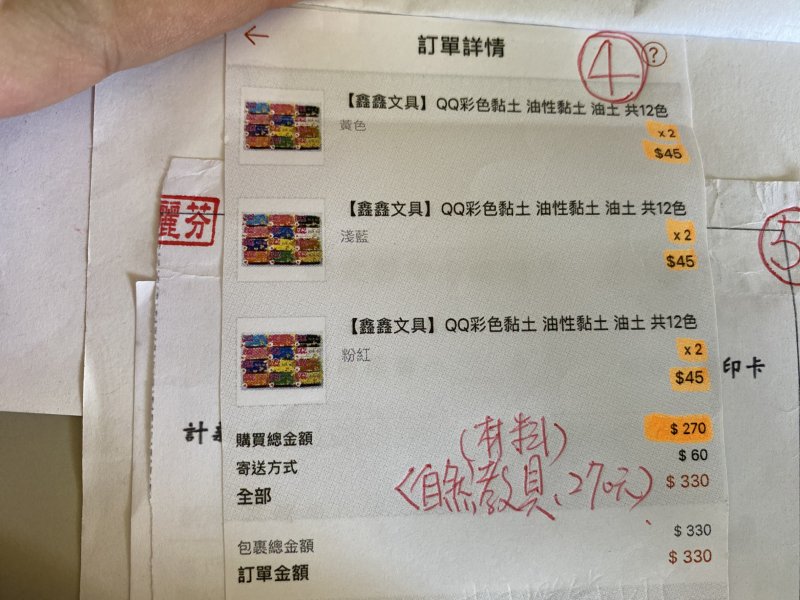 訂單詳情
④
?
【鑫鑫文具】QQ彩色黏土 油性黏土 油土 共12色
黃色
x 2
$45
【鑫鑫文具】QQ彩色黏土 油性黏土 油土 共12色
淺藍
x 2
$45
麗芬
⑤
【鑫鑫文具】QQ彩色黏土 油性黏土 油土 共12色
粉紅
x 2
$45
印卡
計
購買總金額 $ 270
(材料)
寄送方式 $ 60
全部 $ 330
(自然教具、270元)
包裹總金額 $ 330
訂單金額 $ 330